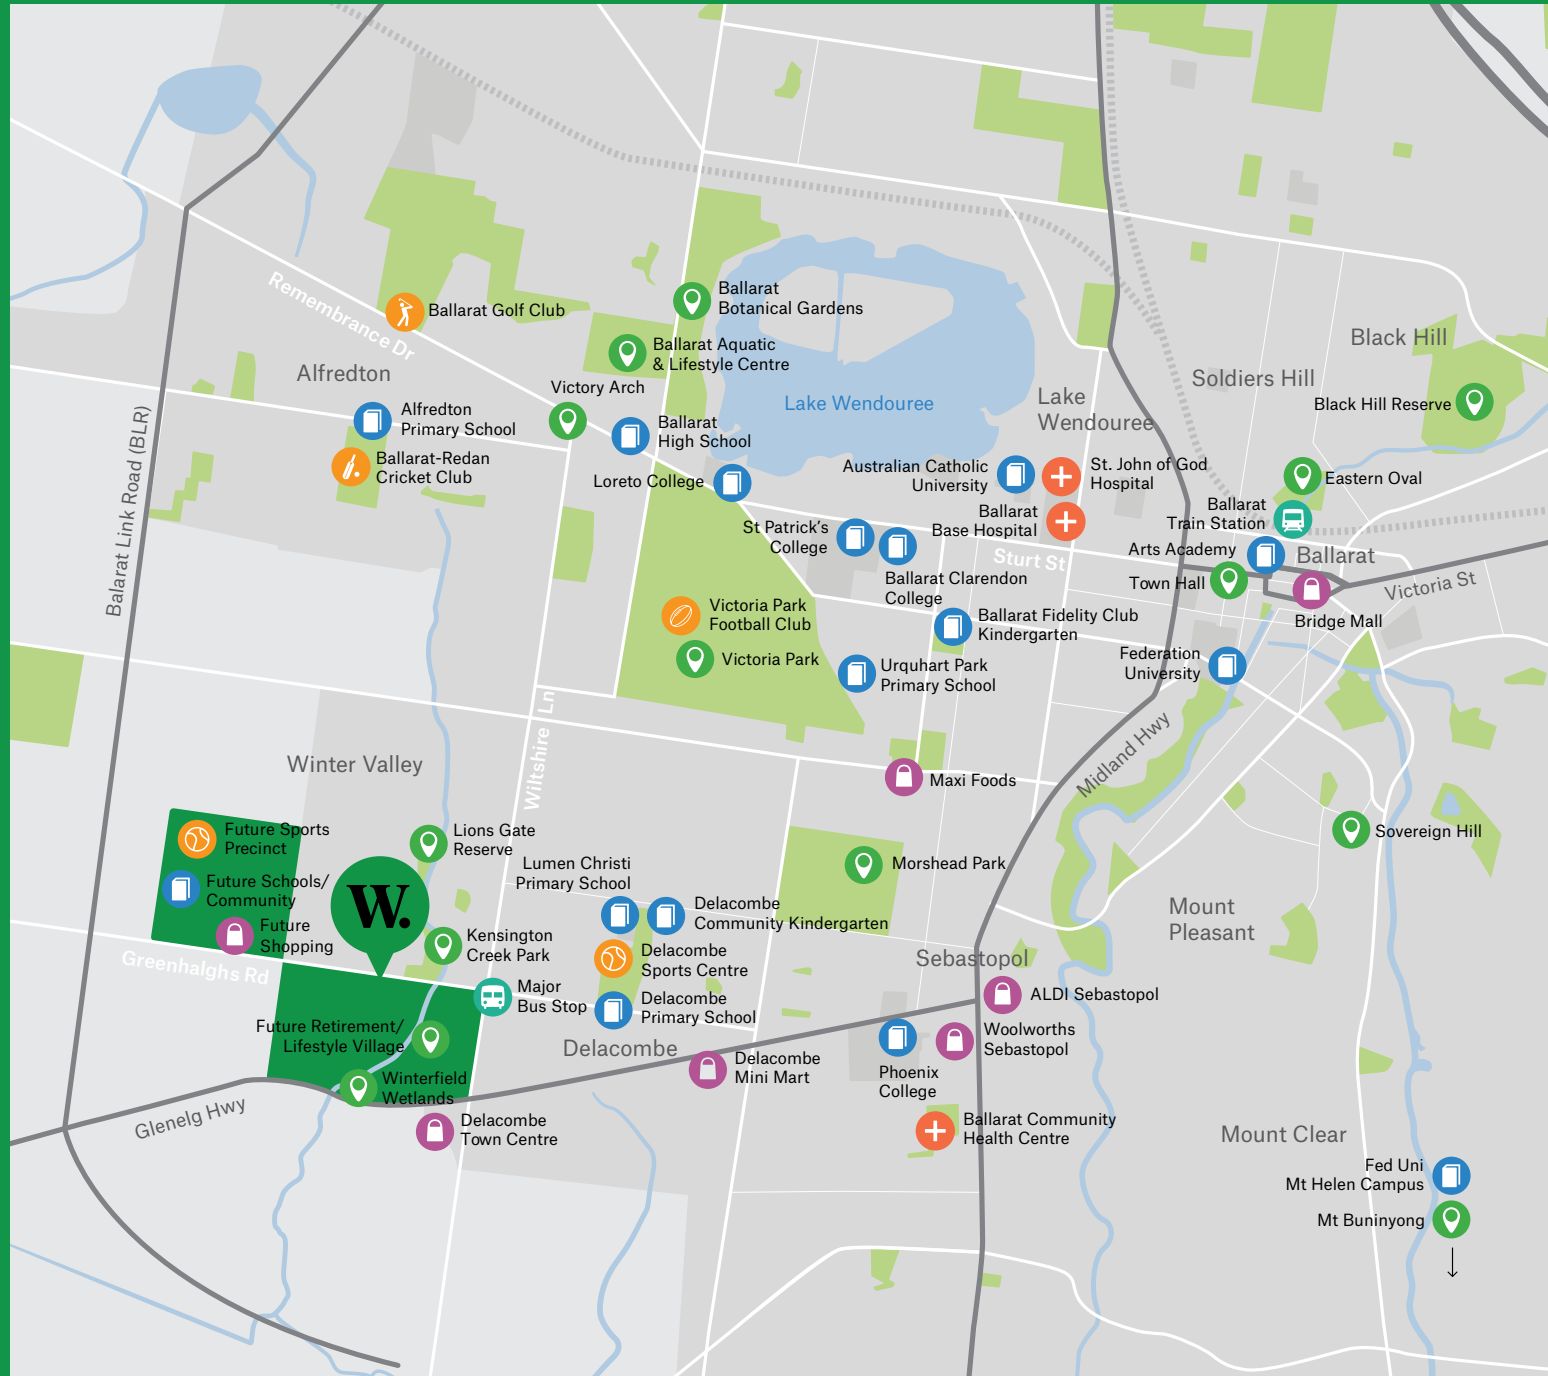 Remembrance Dr
Ballarat Golf Club
Ballarat
Botanical Gardens
Ballarat Aquatic
& Lifestyle Centre
Alfredton
Victory Arch
Alfredton
Primary School
Ballarat
High School
Ballarat-Redan
Cricket Club
Loreto College
Lake Wendouree
Lake
Wendouree
Soldiers Hill
Black Hill
Black Hill Reserve
Balarat Link Road (BLR)
Australian Catholic
University
St. John of God
Hospital
Ballarat
Base Hospital
Eastern Oval
Ballarat
Train Station
St Patrick's
College
Sturt St
Arts Academy
Ballarat
Ballarat Clarendon
College
Town Hall
Victoria St
Bridge Mall
Victoria Park
Football Club
Ballarat Fidelity Club
Kindergarten
Victoria Park
Urquhart Park
Primary School
Federation
University
Wiltshire Ln
Midland Hwy
Winter Valley
Maxi Foods
Future Sports
Precinct
Lions Gate
Reserve
Sovereign Hill
Lumen Christi
Primary School
Morshead Park
Future Schools/
Community
W.
Delacombe
Community Kindergarten
Mount
Pleasant
Future
Shopping
Kensington
Creek Park
Delacombe
Sports Centre
Sebastopol
Greenhalghs Rd
Major
Bus Stop
Delacombe
Primary School
ALDI Sebastopol
Future Retirement/
Lifestyle Village
Delacombe
Woolworths
Sebastopol
Delacombe
Mini Mart
Phoenix
College
Winterfield
Wetlands
Glenelg Hwy
Delacombe
Town Centre
Ballarat Community
Health Centre
Mount Clear
Fed Uni
Mt Helen Campus
Mt Buninyong